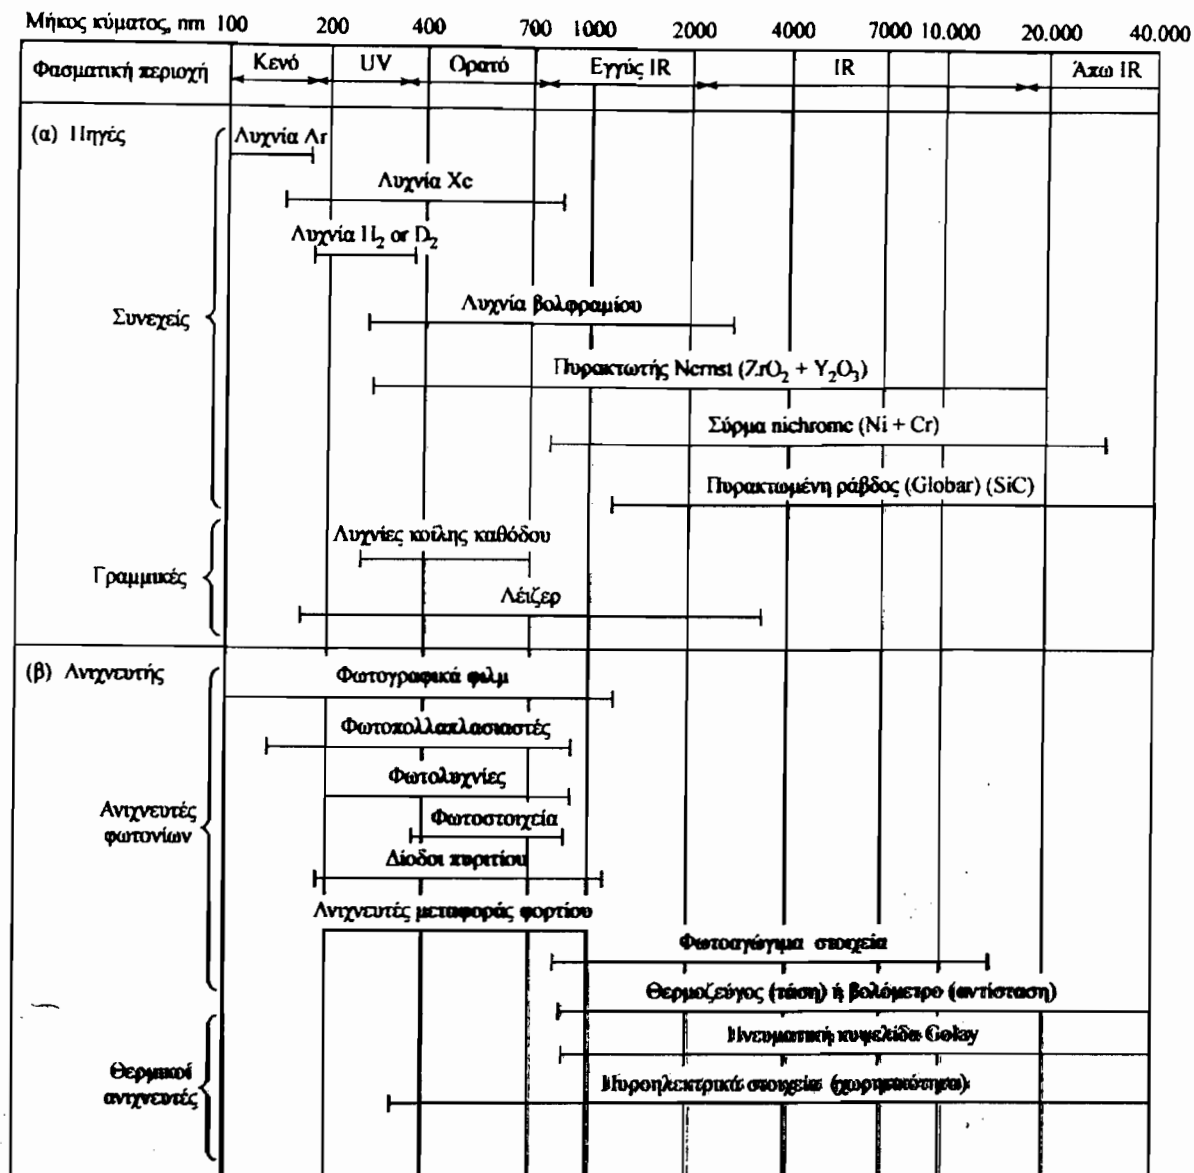 Μήκος κύματος, nm 100 200 400 700 1000 2000 4000 7000 10.000 20.000 40.000
Φασματική περιοχή Κενό UV Ορατό Εγγύς IR IR Άπω IR
(α) Πηγές
Λυχνία Ar
Λυχνία Xe
Λυχνία H₂ or D₂
Συνεχείς
Λυχνία βολφραμίου
Πυρακτωτής Nernst (ZrO₂ + Y₂O₃)
Σύρμα nichrome (Ni + Cr)
Πυρακτωμένη ράβδος (Globar) (SiC)
Γραμμικές
Λυχνίες κοίλης καθόδου
Λέιζερ
(β) Ανιχνευτής
Φωτογραφικά φιλμ
Φωτοπολλαπλασιαστές
Φωτολυχνίες
Ανιχνευτές
φωτονίων
Φωτοστοιχεία
Δίοδοι πυριτίου
Ανιχνευτές μεταφοράς φορτίου
Φωτοαγώγιμα στοιχεία
Θερμοζεύγος (τάση) ή βολόμετρο (αντίσταση)
Πνευματική κυψελίδα Golay
Θερμικοί
ανιχνευτές
Πυροηλεκτρικά στοιχεία (χωρητικότητα)